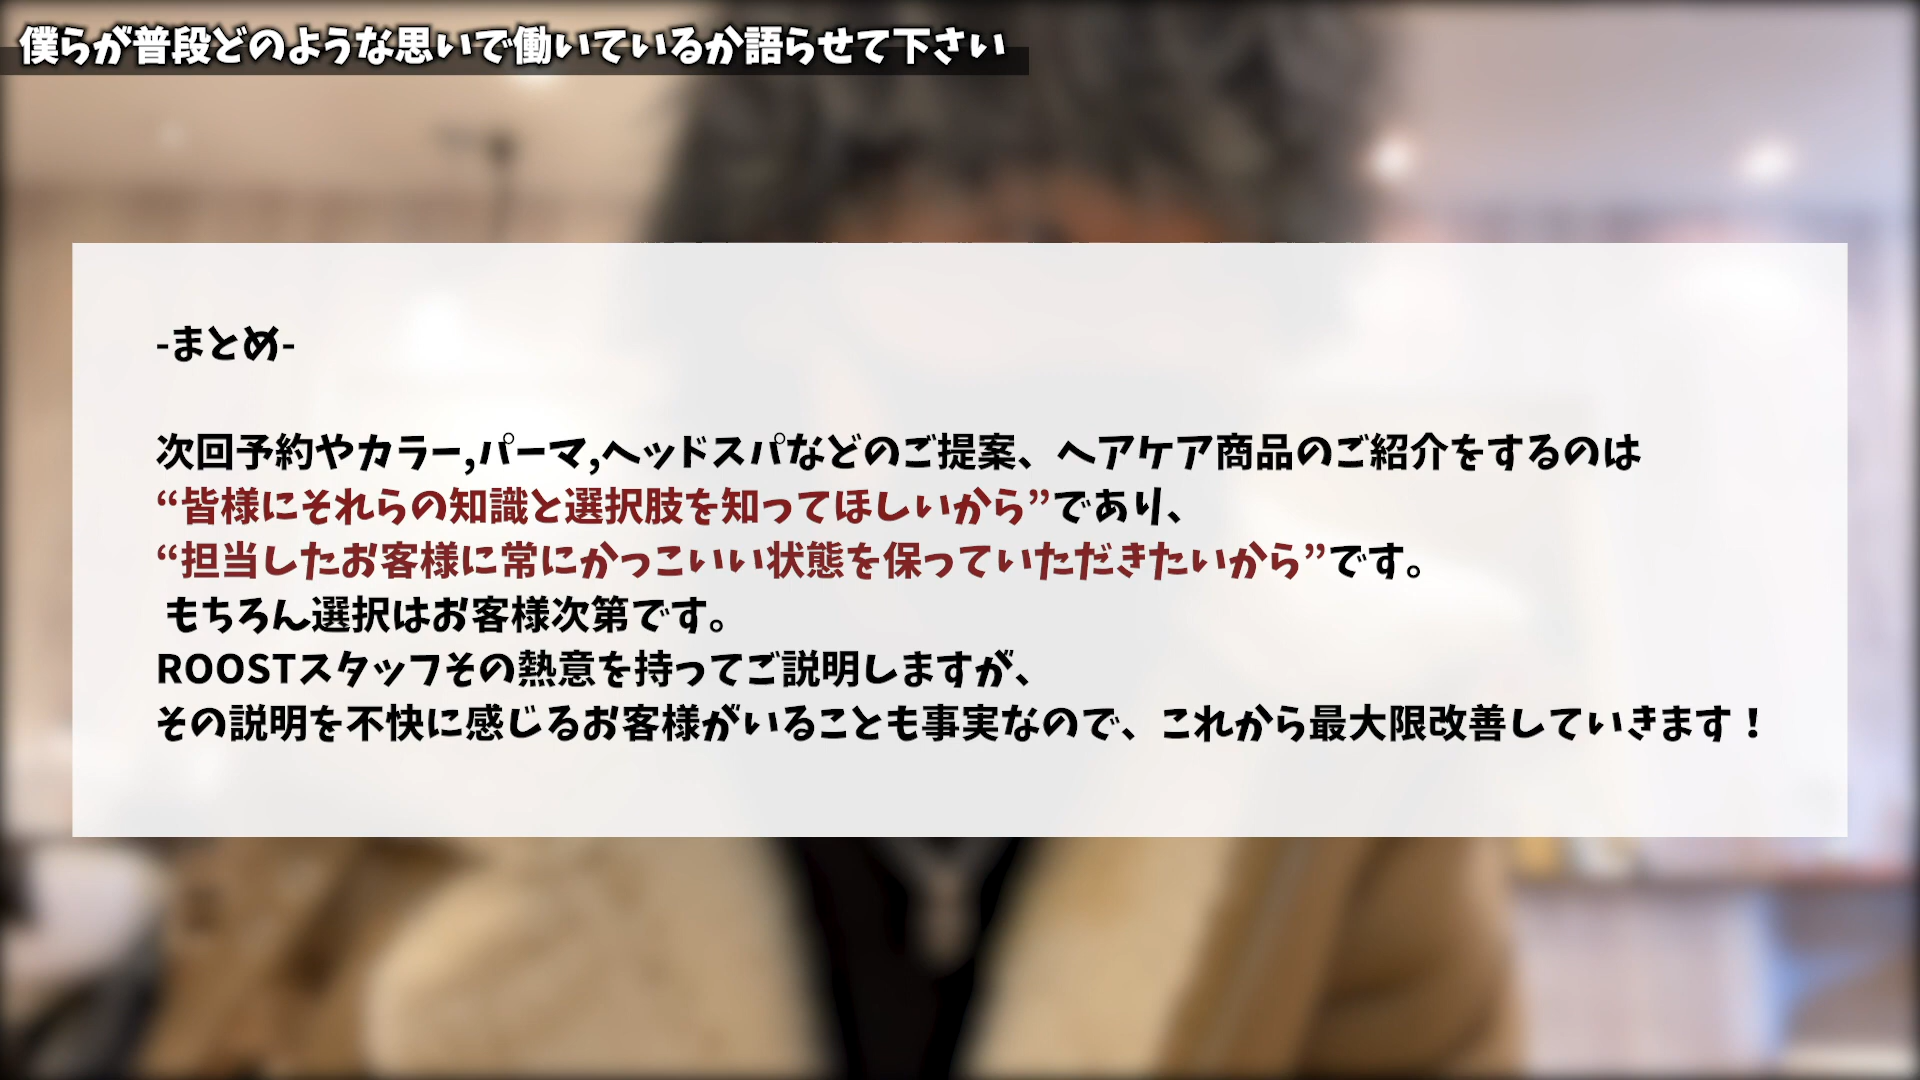 僕らが普段どのような思いで働いているか語らせて下さい
-まとめ-
次回予約やカラー,パーマ,ヘッドスパなどのご提案、ヘアケア商品のご紹介をするのは
“皆様にそれらの知識と選択肢を知ってほしいから”であり、
“担当したお客様に常にかっこいい状態を保っていただきたいから”です。
もちろん選択はお客様次第です。
ROOSTスタッフその熱意を持ってご説明しますが、
その説明を不快に感じるお客様がいることも事実なので、これから最大限改善していきます！